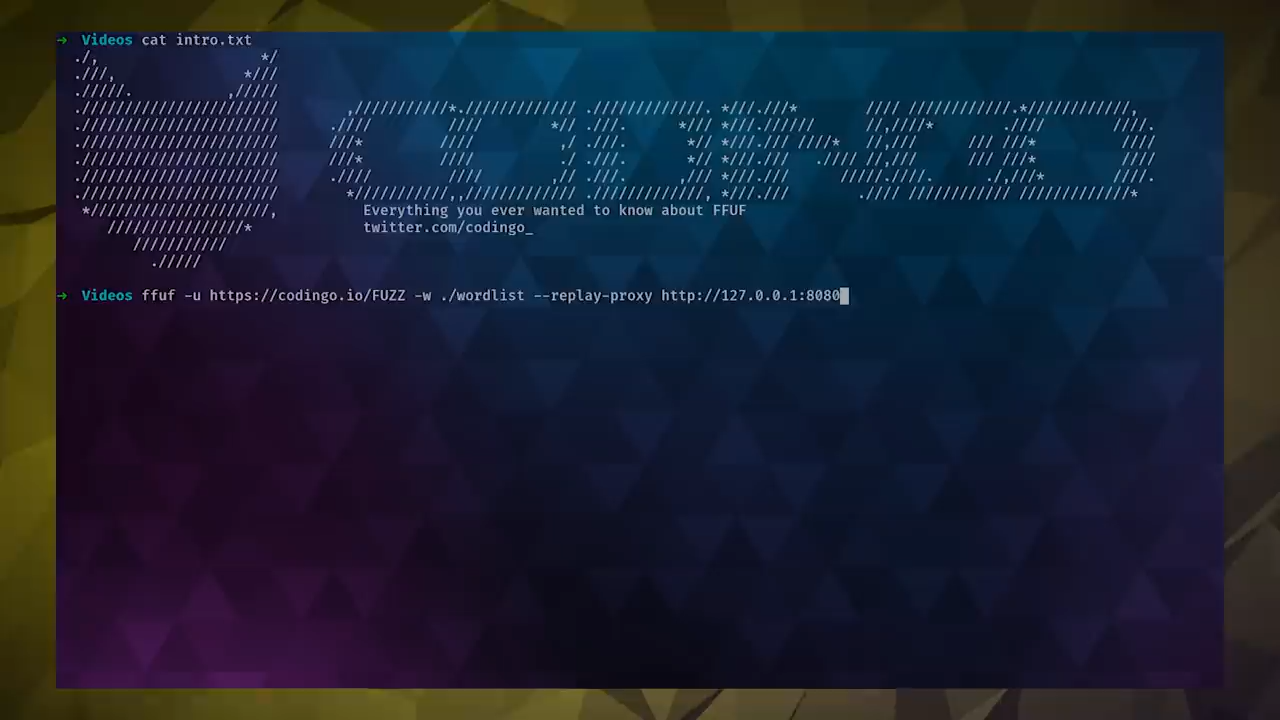 → Videos cat intro.txt
CODINGO
Everything you ever wanted to know about FFUF
twitter.com/codingo_
→ Videos ffuf -u https://codingo.io/FUZZ -w ./wordlist --replay-proxy http://127.0.0.1:8080